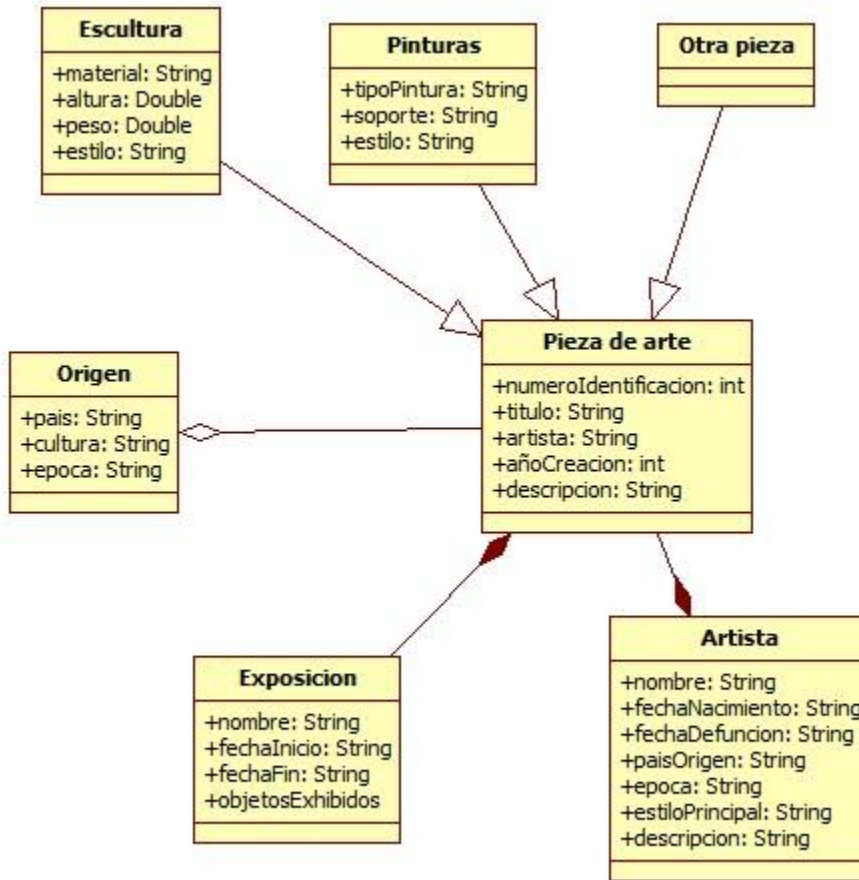 Escultura
+material: String
+altura: Double
+peso: Double
+estilo: String
Pinturas
+tipoPintura: String
+soporte: String
+estilo: String
Otra pieza
Origen
+pais: String
+cultura: String
+epoca: String
Pieza de arte
+numeroIdentificacion: int
+titulo: String
+artista: String
+añoCreacion: int
+descripcion: String
Exposicion
+nombre: String
+fechaInicio: String
+fechaFin: String
+objetosExhibidos
Artista
+nombre: String
+fechaNacimiento: String
+fechaDefuncion: String
+paisOrigen: String
+epoca: String
+estiloPrincipal: String
+descripcion: String